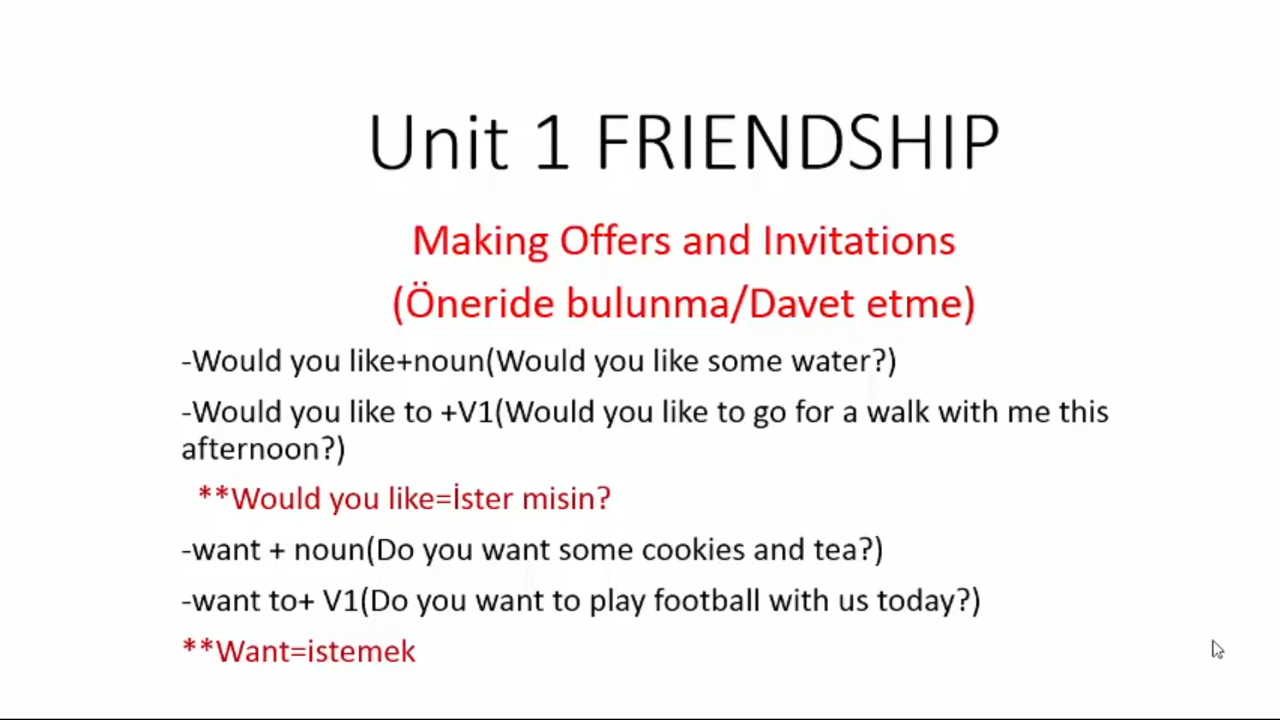 Unit 1 FRIENDSHIP
Making Offers and Invitations
(Öneride bulunma/Davet etme)
-Would you like+noun(Would you like some water?)
-Would you like to +V1(Would you like to go for a walk with me this
afternoon?)
**Would you like=İster misin?
-want + noun(Do you want some cookies and tea?)
-want to+ V1(Do you want to play football with us today?)
**Want=istemek